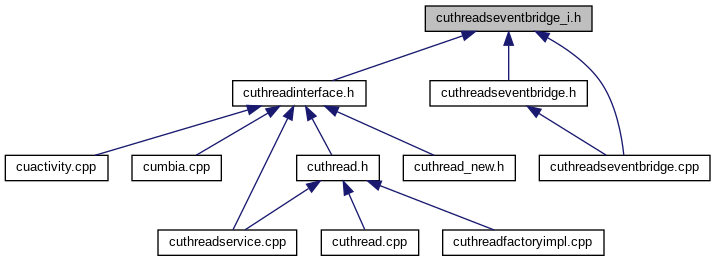 cuthreadseventbridge_i.h
cuthreadinterface.h
cuthreadseventbridge.h
cuactivity.cpp
cumbia.cpp
cuthread.h
cuthread_new.h
cuthreadseventbridge.cpp
cuthreadservice.cpp
cuthread.cpp
cuthreadfactoryimpl.cpp